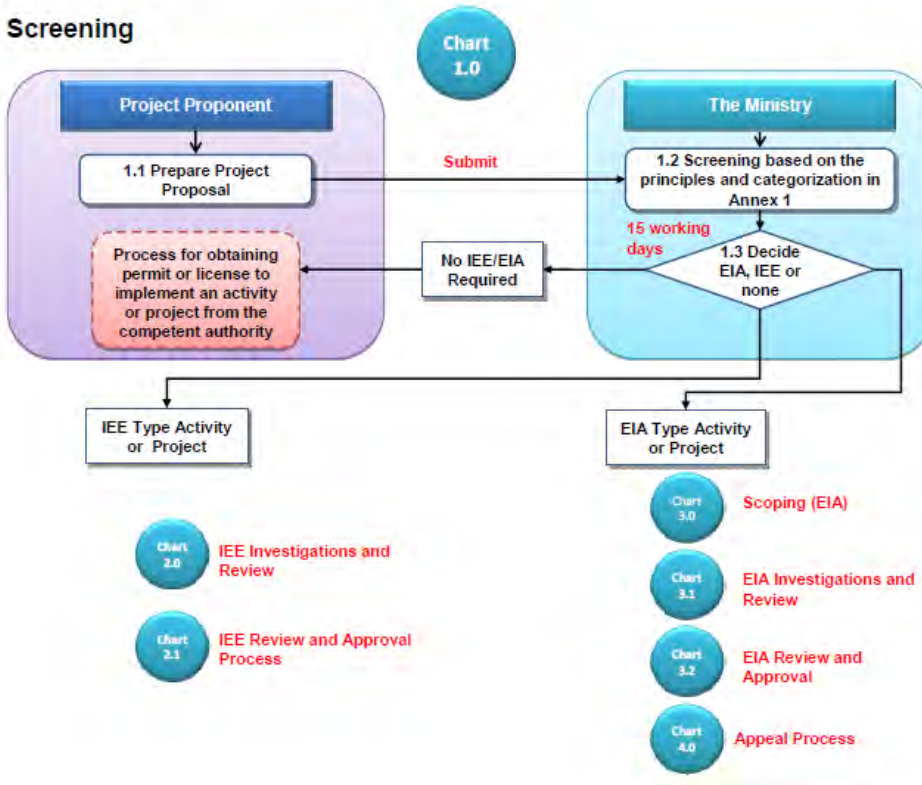 Screening
Chart
1.0
Project Proponent
The Ministry
1.1 Prepare Project
Proposal
Submit
1.2 Screening based on the
principles and categorization in
Annex 1
15 working
days
1.3 Decide
EIA, IEE or
none
No IEE/EIA
Required
Process for obtaining
permit or license to
implement an activity
or project from the
competent authority
IEE Type Activity
or Project
EIA Type Activity
or Project
Chart
2.0
IEE Investigations and
Review
Chart
2.1
IEE Review and Approval
Process
Chart
3.0
Scoping (EIA)
Chart
3.1
EIA Investigations and
Review
Chart
3.2
EIA Review and
Approval
Chart
4.0
Appeal Process